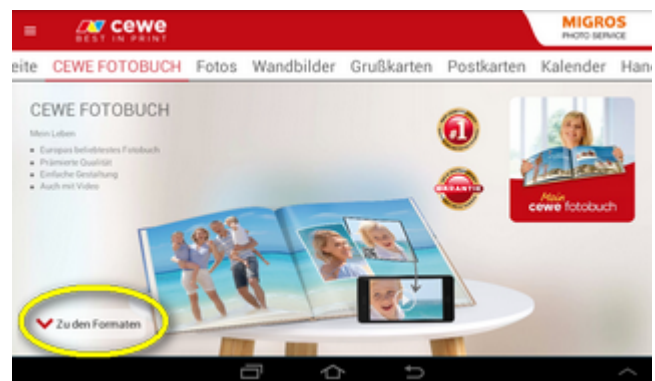 cewe
BEST IN PRINT
MIGROS
PHOTO SERVICE
eite CEWE FOTOBUCH Fotos Wandbilder Grußkarten Postkarten Kalender Han
CEWE FOTOBUCH
Mein Leben
Europas beliebtestes Fotobuch
Prämierte Qualität
Einfache Gestaltung
Auch mit Video
#1
GARANTIE
Mein
cewe fotobuch
Zu den Formaten